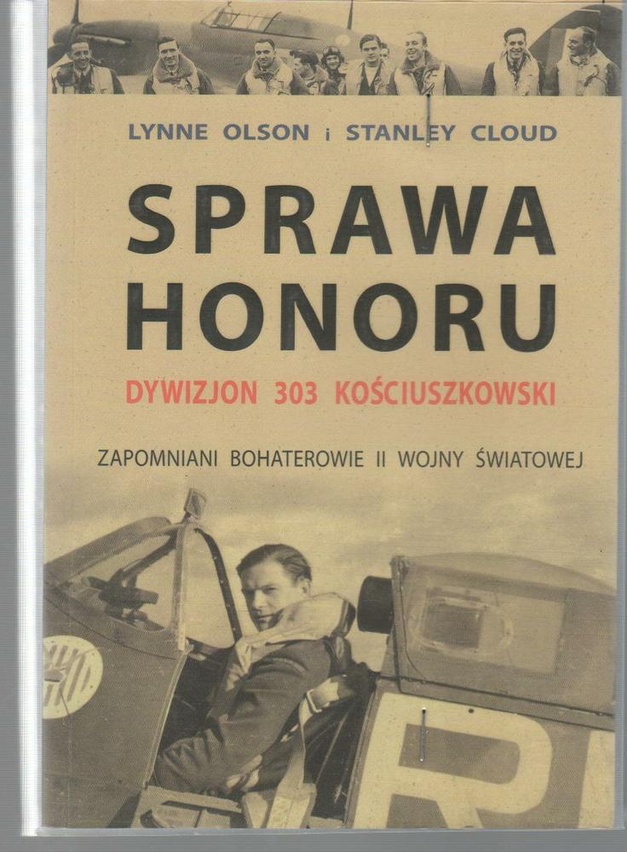 LYNNE OLSON i STANLEY CLOUD
SPRAWA
HONORU
DYWIZJON 303 KOŚCIUSZKOWSKI
ZAPOMNIANI BOHATEROWIE II WOJNY ŚWIATOWEJ
R